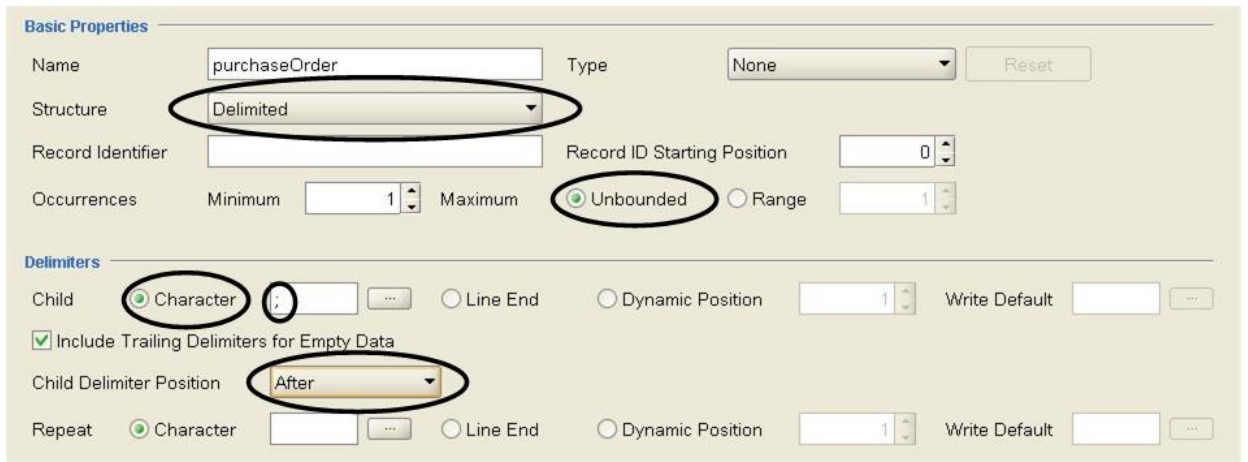 Basic Properties
Name purchaseOrder Type None Reset
Structure Delimited
Record Identifier Record ID Starting Position 0
Occurrences Minimum 1 Maximum Unbounded Range 1
Delimiters
Child Character ; ... Line End Dynamic Position 1 Write Default ...
Include Trailing Delimiters for Empty Data
Child Delimiter Position After
Repeat Character ... Line End Dynamic Position 1 Write Default ...